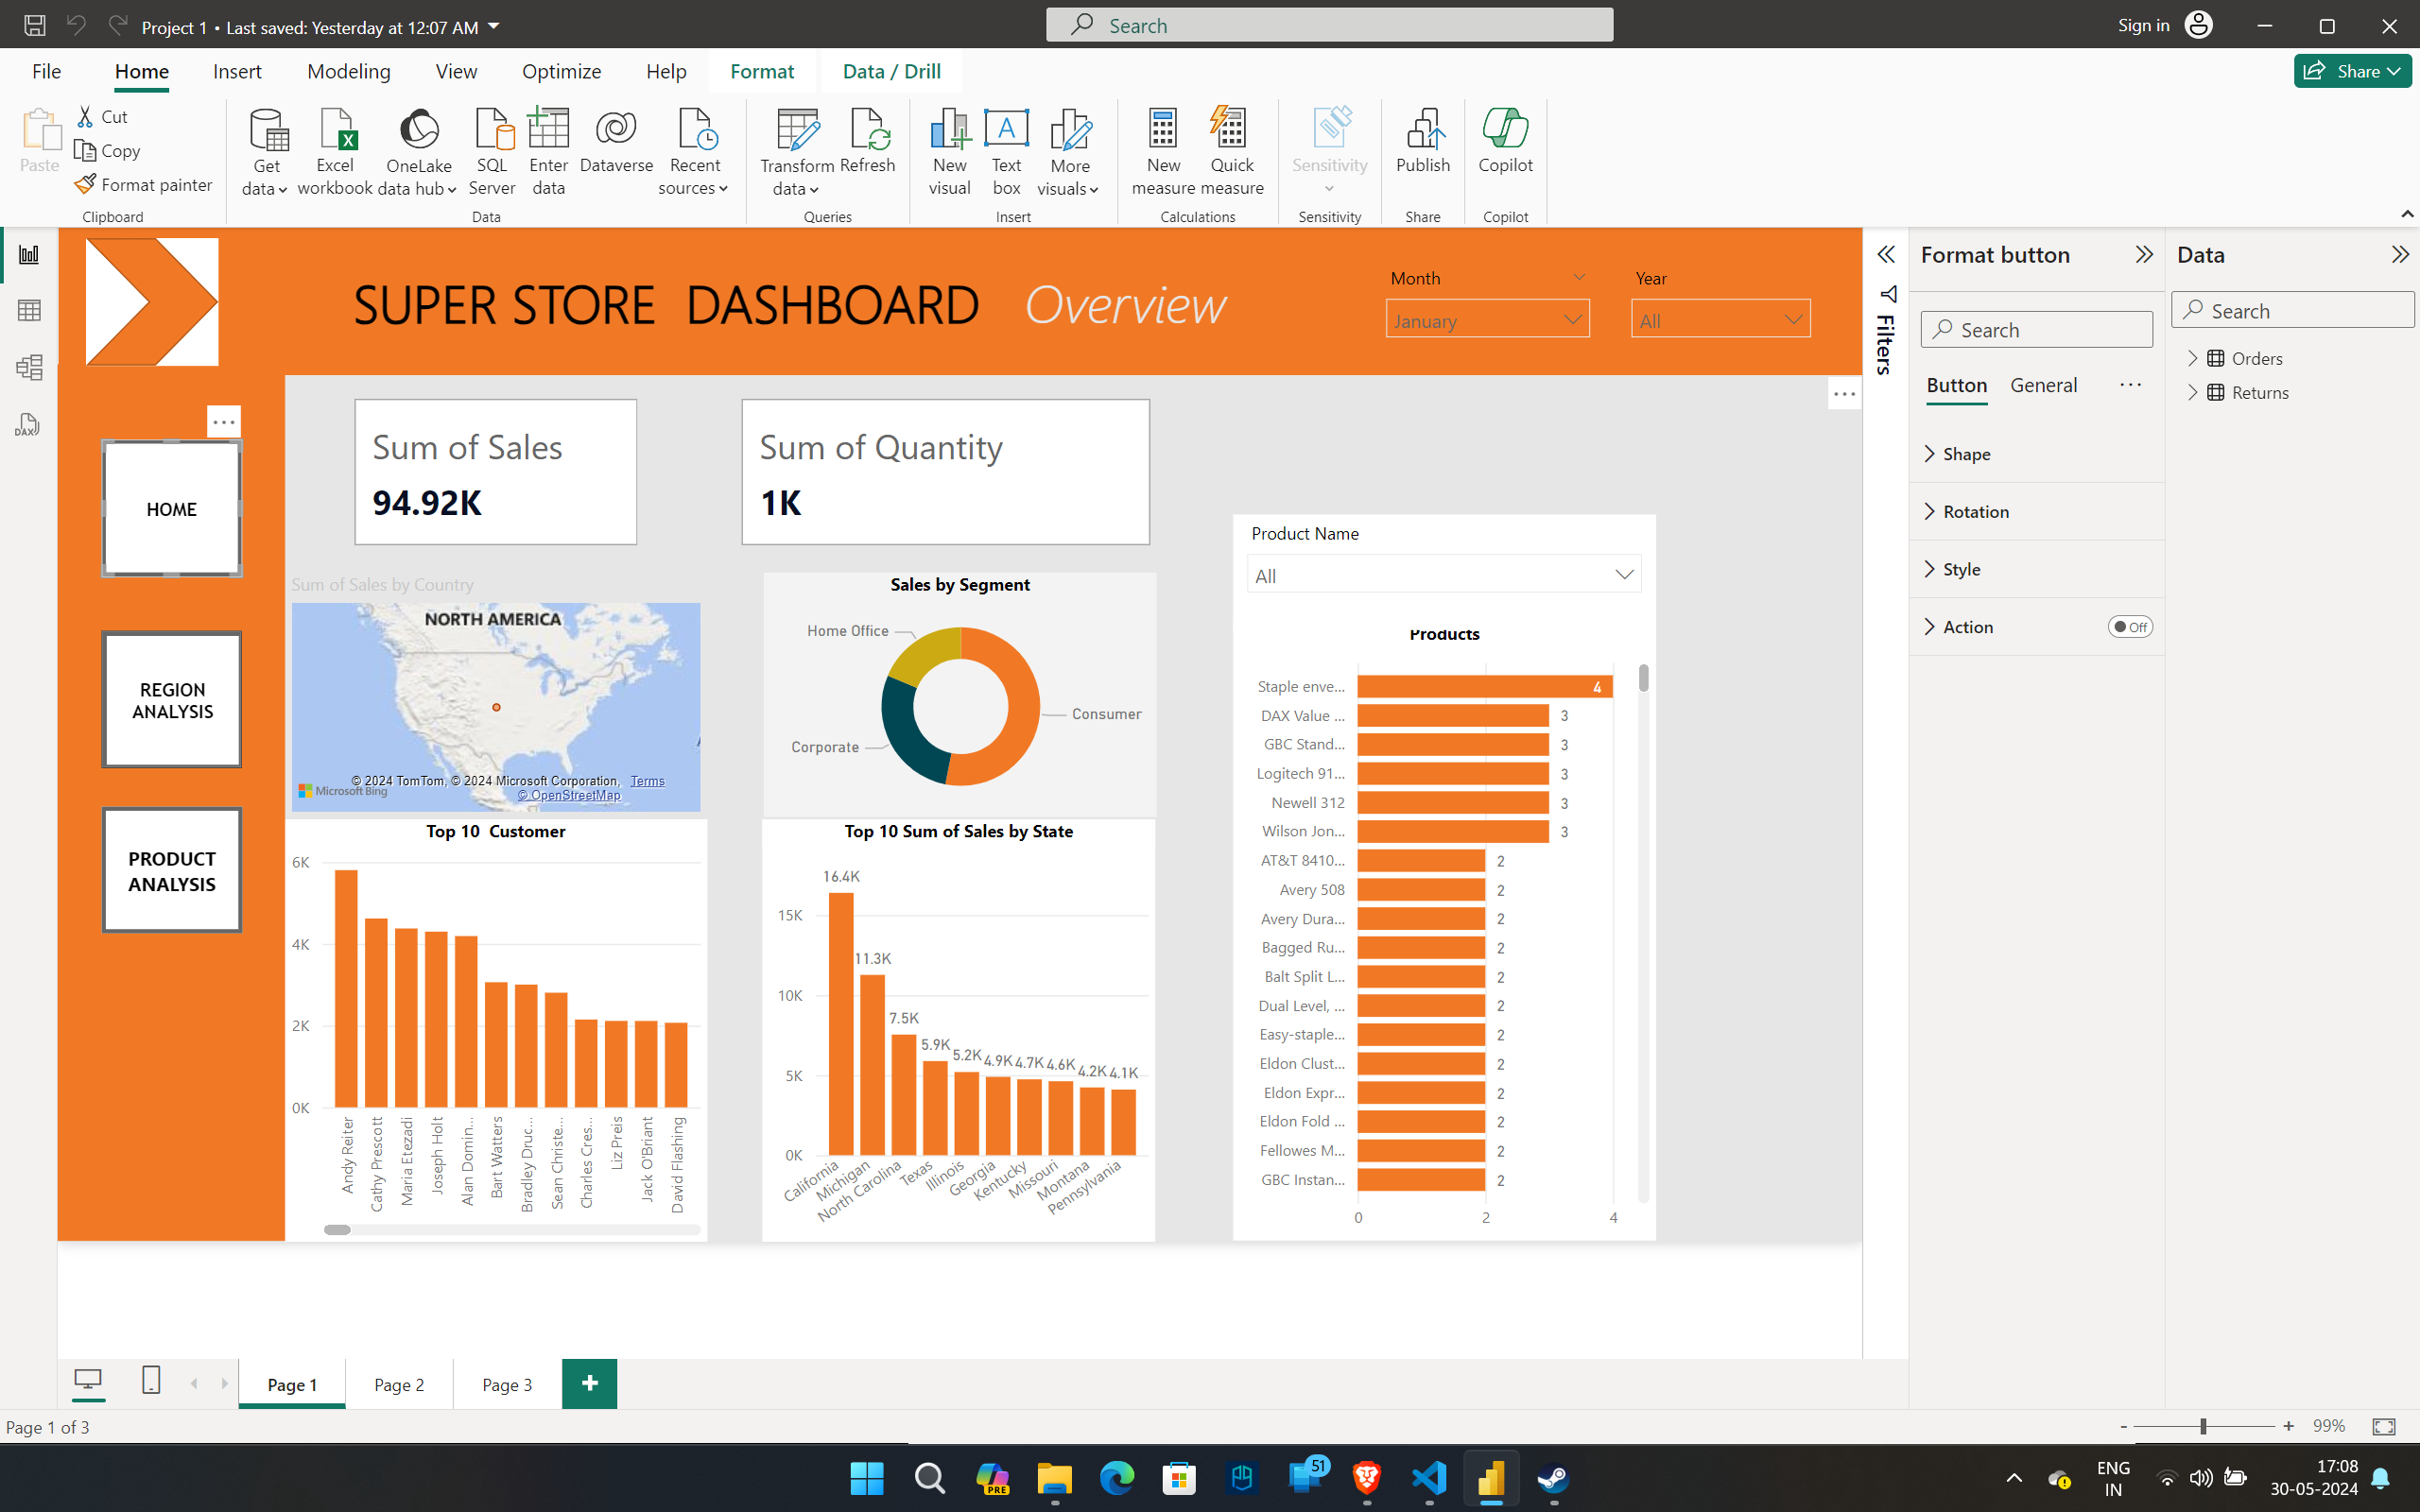 Project 1 • Last saved: Yesterday at 12:07 AM
Search
Sign in
File Home Insert Modeling View Optimize Help Format Data / Drill
Share
Paste
Cut
Copy
Format painter
Clipboard
Get data
Excel workbook
OneLake data hub
SQL Server
Enter data
Dataverse
Recent sources
Data
Transform data
Refresh
Queries
New visual
Text box
More visuals
Insert
New measure
Quick measure
Calculations
Sensitivity
Sensitivity
Publish
Share
Copilot
Copilot
DAX
SUPER STORE DASHBOARD Overview
Month
January
Year
All
HOME
REGION
ANALYSIS
PRODUCT
ANALYSIS
Sum of Sales
94.92K
Sum of Quantity
1K
Sum of Sales by Country
NORTH AMERICA
© 2024 TomTom, © 2024 Microsoft Corporation, Terms
Microsoft Bing
© OpenStreetMap
Sales by Segment
Home Office
Consumer
Corporate
Top 10 Customer
6K
4K
2K
0K
Andy Reiter
Cathy Prescott
Maria Etezadi
Joseph Holt
Alan Domin...
Bart Watters
Bradley Druc...
Sean Christe...
Charles Cres...
Liz Preis
Jack O'Briant
David Flashing
Top 10 Sum of Sales by State
15K
10K
5K
0K
16.4K
11.3K
7.5K
5.9K
5.2K
4.9K
4.7K
4.6K
4.2K
4.1K
California
Michigan
North Carolina
Texas
Illinois
Georgia
Kentucky
Missouri
Montana
Pennsylvania
Product Name
All
Products
Staple enve... 4
DAX Value ... 3
GBC Stand... 3
Logitech 91... 3
Newell 312 3
Wilson Jon... 3
AT&T 8410... 2
Avery 508 2
Avery Dura... 2
Bagged Ru... 2
Balt Split L... 2
Dual Level, ... 2
Easy-staple... 2
Eldon Clust... 2
Eldon Expr... 2
Eldon Fold ... 2
Fellowes M... 2
GBC Instan... 2
0 2 4
Filters
Format button
Search
Button General ...
Shape
Rotation
Style
Action Off
Data
Search
Orders
Returns
Page 1 Page 2 Page 3 +
Page 1 of 3
- + 99%
PRE
51
ENG
IN
17:08
30-05-2024